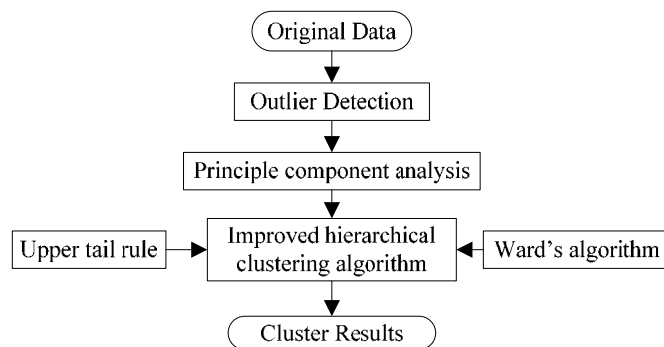 Original Data
Outlier Detection
Principle component analysis
Upper tail rule
Improved hierarchical
clustering algorithm
Ward's algorithm
Cluster Results